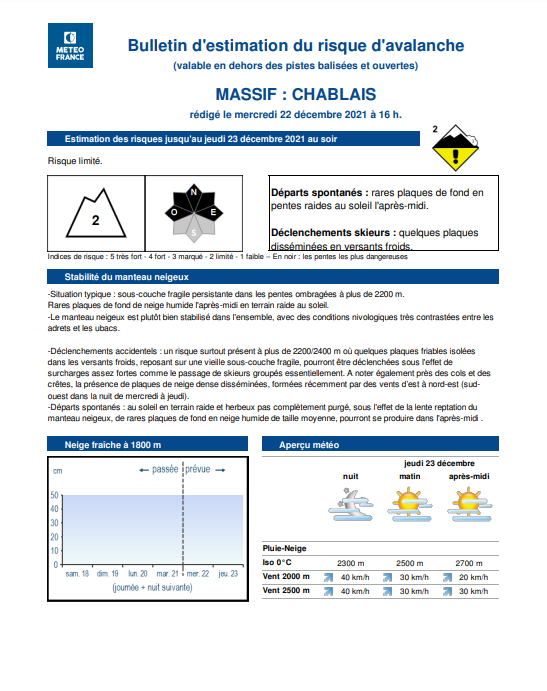 METEO
FRANCE
Bulletin d'estimation du risque d'avalanche
(valable en dehors des pistes balisées et ouvertes)
MASSIF : CHABLAIS
rédigé le mercredi 22 décembre 2021 à 16 h.
Estimation des risques jusqu'au jeudi 23 décembre 2021 au soir
2
Risque limité.
2
N
O E
S
Départs spontanés : rares plaques de fond en
pentes raides au soleil l'après-midi.
Déclenchements skieurs : quelques plaques
disséminées en versants froids.
Indices de risque : 5 très fort - 4 fort - 3 marqué - 2 limité - 1 faible – En noir : les pentes les plus dangereuses
Stabilité du manteau neigeux
-Situation typique : sous-couche fragile persistante dans les pentes ombragées à plus de 2200 m.
Rares plaques de fond de neige humide l'après-midi en terrain raide au soleil.
-Le manteau neigeux est plutôt bien stabilisé dans l'ensemble, avec des conditions nivologiques très contrastées entre les
adrets et les ubacs.
-Déclenchements accidentels : un risque surtout présent à plus de 2200/2400 m où quelques plaques friables isolées
dans les versants froids, reposant sur une vieille sous-couche fragile, pourront être déclenchées sous l'effet de
surcharges assez fortes comme le passage de skieurs groupés essentiellement. A noter également près des cols et des
crêtes, la présence de plaques de neige dense disséminées, formées récemment par des vents d'est à nord-est (sud-
ouest dans la nuit de mercredi à jeudi).
-Départs spontanés : au soleil en terrain raide et herbeux pas complètement purgé, sous l'effet de la lente reptation du
manteau neigeux, de rares plaques de fond en neige humide de taille moyenne, pourront se produire dans l'après-midi .
Neige fraîche à 1800 m
cm
passée prévue
50
40
30
20
10
0
sam. 18 dim. 19 lun. 20 mar. 21 mer. 22 jeu. 23
(journée + nuit suivante)
Aperçu météo
jeudi 23 décembre
nuit matin après-midi
Pluie-Neige
Iso 0°C 2300 m 2500 m 2700 m
Vent 2000 m 40 km/h 30 km/h 20 km/h
Vent 2500 m 40 km/h 30 km/h 30 km/h